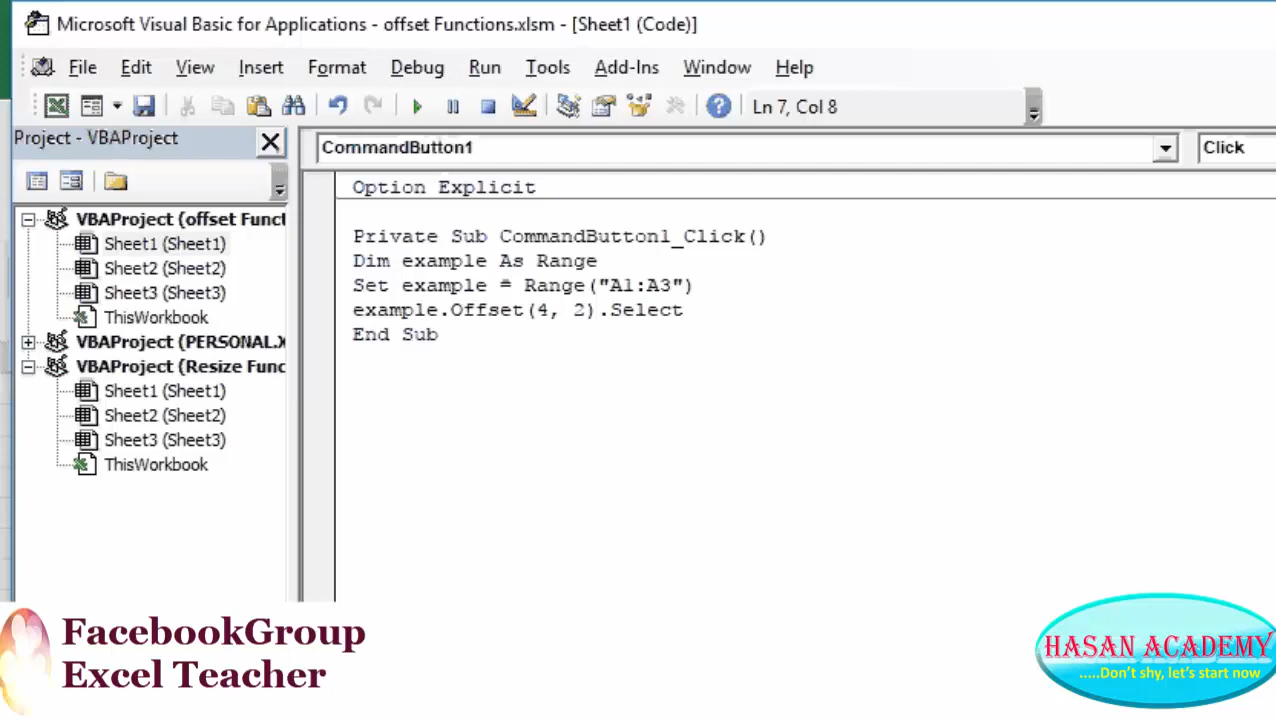 Microsoft Visual Basic for Applications - offset Functions.xlsm - [Sheet1 (Code)]
File Edit View Insert Format Debug Run Tools Add-Ins Window Help
Ln 7, Col 8
Project - VBAProject
CommandButton1
Click
VBAProject (offset Funct
Sheet1 (Sheet1)
Sheet2 (Sheet2)
Sheet3 (Sheet3)
ThisWorkbook
VBAProject (PERSONAL.X
VBAProject (Resize Func
Sheet1 (Sheet1)
Sheet2 (Sheet2)
Sheet3 (Sheet3)
ThisWorkbook
Option Explicit
Private Sub CommandButton1_Click()
Dim example As Range
Set example = Range("A1:A3")
example.Offset(4, 2).Select
End Sub
FacebookGroup
Excel Teacher
HASAN ACADEMY
.....Don't shy, let's start now